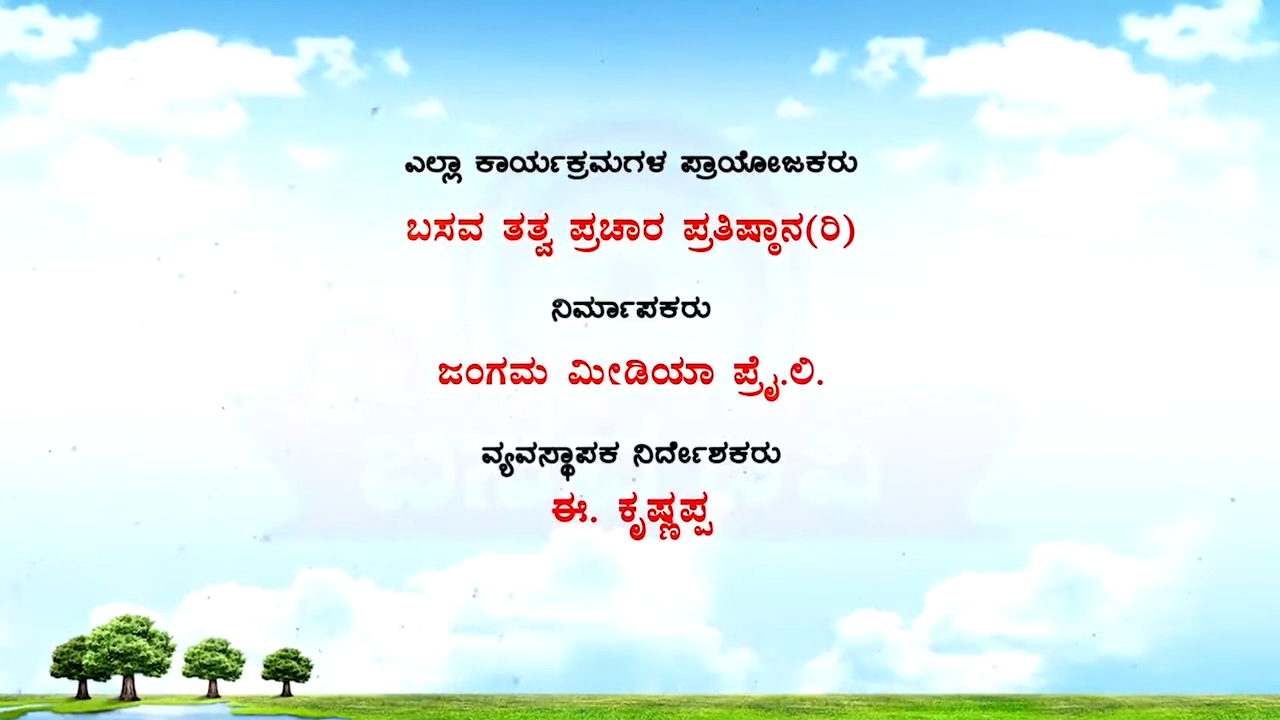 ಎಲ್ಲಾ ಕಾರ್ಯಕ್ರಮಗಳ ಪ್ರಾಯೋಜಕರು
ಬಸವ ತತ್ವ ಪ್ರಚಾರ ಪ್ರತಿಷ್ಠಾನ(ರಿ)
ನಿರ್ಮಾಪಕರು
ಜಂಗಮ ಮೀಡಿಯಾ ಪ್ರೈ.ಲಿ.
ವ್ಯವಸ್ಥಾಪಕ ನಿರ್ದೇಶಕರು
ಈ. ಕೃಷ್ಣಪ್ಪ